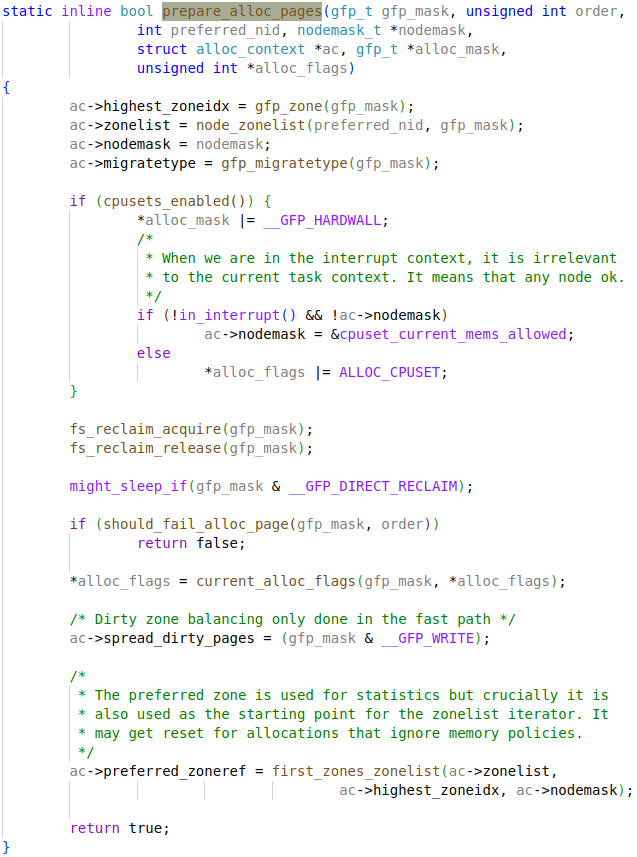 static inline bool prepare_alloc_pages(gfp_t gfp_mask, unsigned int order,
                int preferred_nid, nodemask_t *nodemask,
                struct alloc_context *ac, gfp_t *alloc_mask,
                unsigned int *alloc_flags)
{
        ac->highest_zoneidx = gfp_zone(gfp_mask);
        ac->zonelist = node_zonelist(preferred_nid, gfp_mask);
        ac->nodemask = nodemask;
        ac->migratetype = gfp_migratetype(gfp_mask);

        if (cpusets_enabled()) {
                *alloc_mask |= __GFP_HARDWALL;
                /*
                 * When we are in the interrupt context, it is irrelevant
                 * to the current task context. It means that any node ok.
                 */
                if (!in_interrupt() && !ac->nodemask)
                        ac->nodemask = &cpuset_current_mems_allowed;
                else
                        *alloc_flags |= ALLOC_CPUSET;
        }

        fs_reclaim_acquire(gfp_mask);
        fs_reclaim_release(gfp_mask);

        might_sleep_if(gfp_mask & __GFP_DIRECT_RECLAIM);

        if (should_fail_alloc_page(gfp_mask, order))
                return false;

        *alloc_flags = current_alloc_flags(gfp_mask, *alloc_flags);

        /* Dirty zone balancing only done in the fast path */
        ac->spread_dirty_pages = (gfp_mask & __GFP_WRITE);

        /*
         * The preferred zone is used for statistics but crucially it is
         * also used as the starting point for the zonelist iterator. It
         * may get reset for allocations that ignore memory policies.
         */
        ac->preferred_zoneref = first_zones_zonelist(ac->zonelist,
                                        ac->highest_zoneidx, ac->nodemask);

        return true;
}